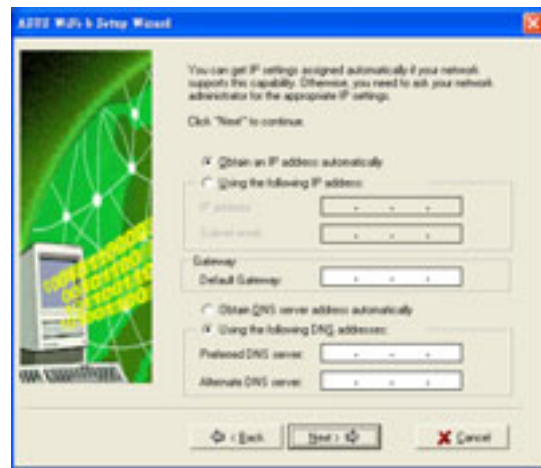 ASUS WiFi-b Setup Wizard
You can get IP settings assigned automatically if your network
supports this capability. Otherwise, you need to ask your network
administrator for the appropriate IP settings.
Click "Next" to continue.
Obtain an IP address automatically
Using the following IP address:
IP address:
Subnet mask:
Gateway
Default Gateway:
Obtain DNS server address automatically
Using the following DNS addresses:
Preferred DNS server:
Alternate DNS server:
< Back
Next >
Cancel